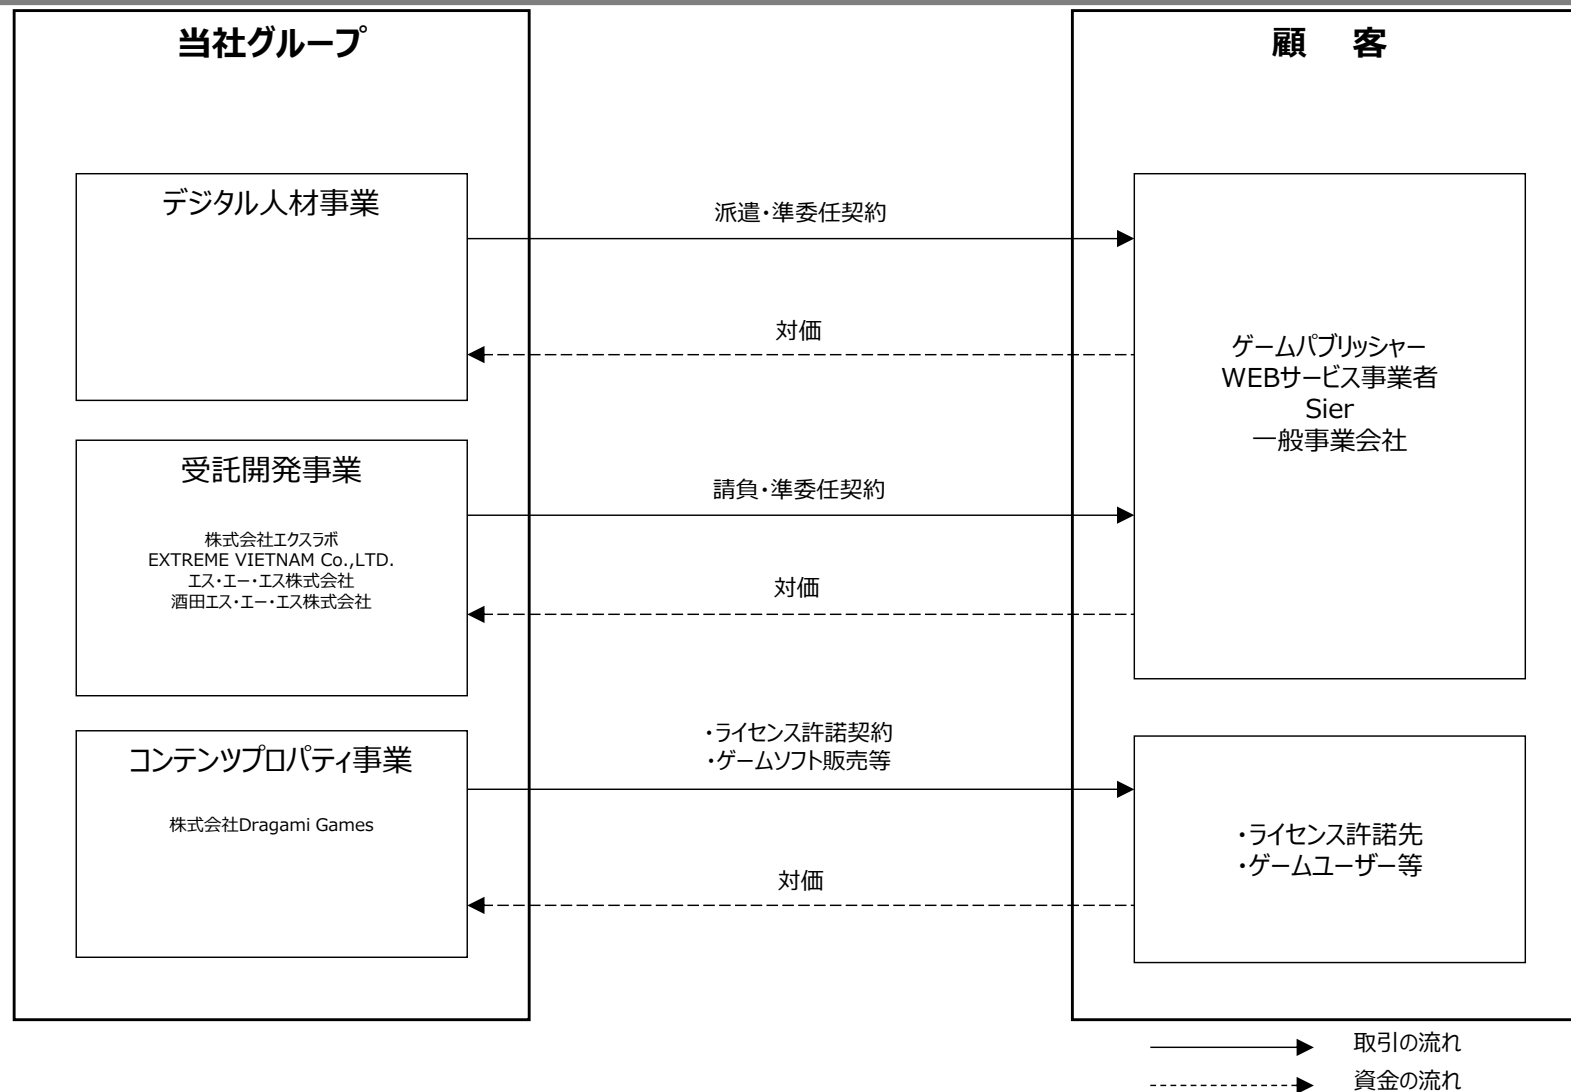 当社グループ
顧 客
デジタル人材事業
派遣・準委任契約
対価
ゲームパブリッシャー
WEBサービス事業者
Sier
一般事業会社
受託開発事業
株式会社エクスラボ
EXTREME VIETNAM Co.,LTD.
エス・エー・エス株式会社
酒田エス・エー・エス株式会社
請負・準委任契約
対価
コンテンツプロパティ事業
株式会社Dragami Games
・ライセンス許諾契約
・ゲームソフト販売等
対価
・ライセンス許諾先
・ゲームユーザー等
取引の流れ
資金の流れ